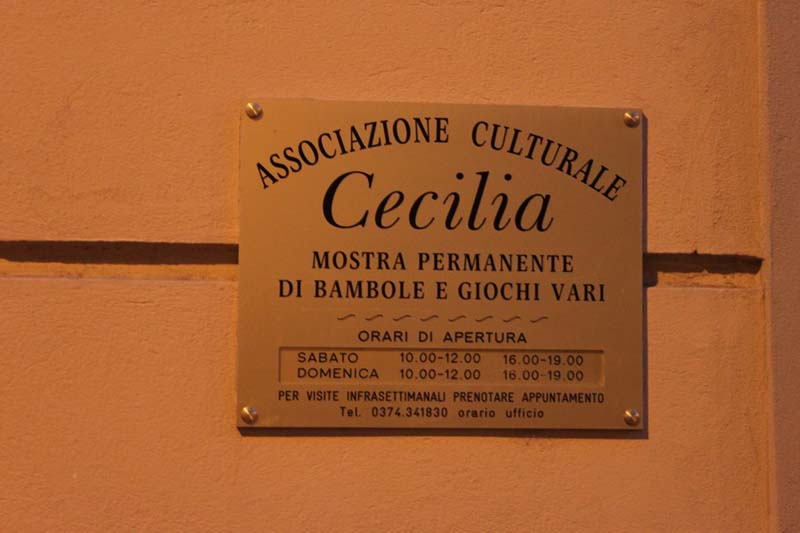 ASSOCIAZIONE CULTURALE
Cecilia
MOSTRA PERMANENTE
DI BAMBOLE E GIOCHI VARI
ORARI DI APERTURA
SABATO 10.00-12.00 16.00-19.00
DOMENICA 10.00-12.00 16.00-19.00
PER VISITE INFRASETTIMANALI PRENOTARE APPUNTAMENTO
Tel. 0374.341830 orario ufficio